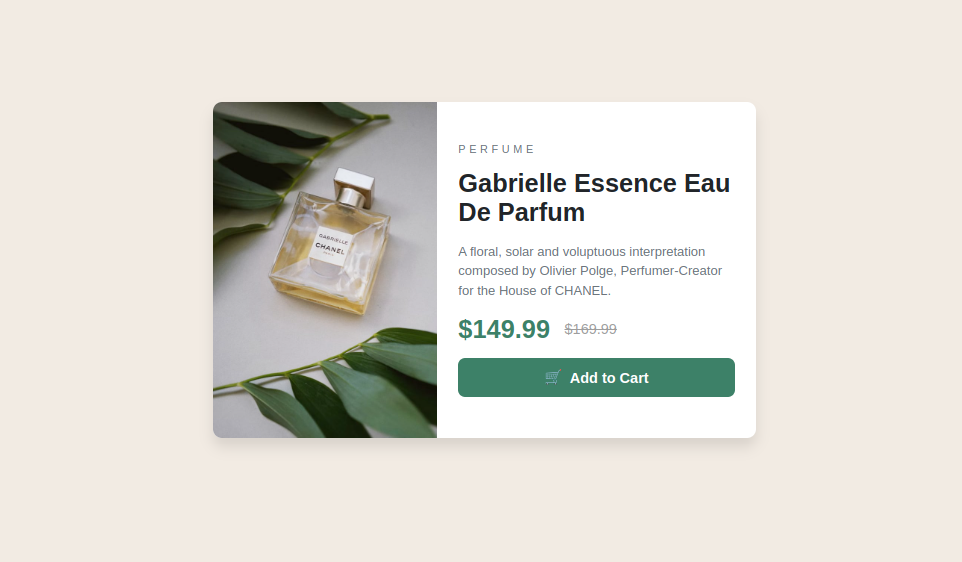 GABRIELLE
CHANEL
PARIS
PERFUME
Gabrielle Essence Eau
De Parfum
A floral, solar and voluptuous interpretation
composed by Olivier Polge, Perfumer-Creator
for the House of CHANEL.
$149.99 $169.99
Add to Cart